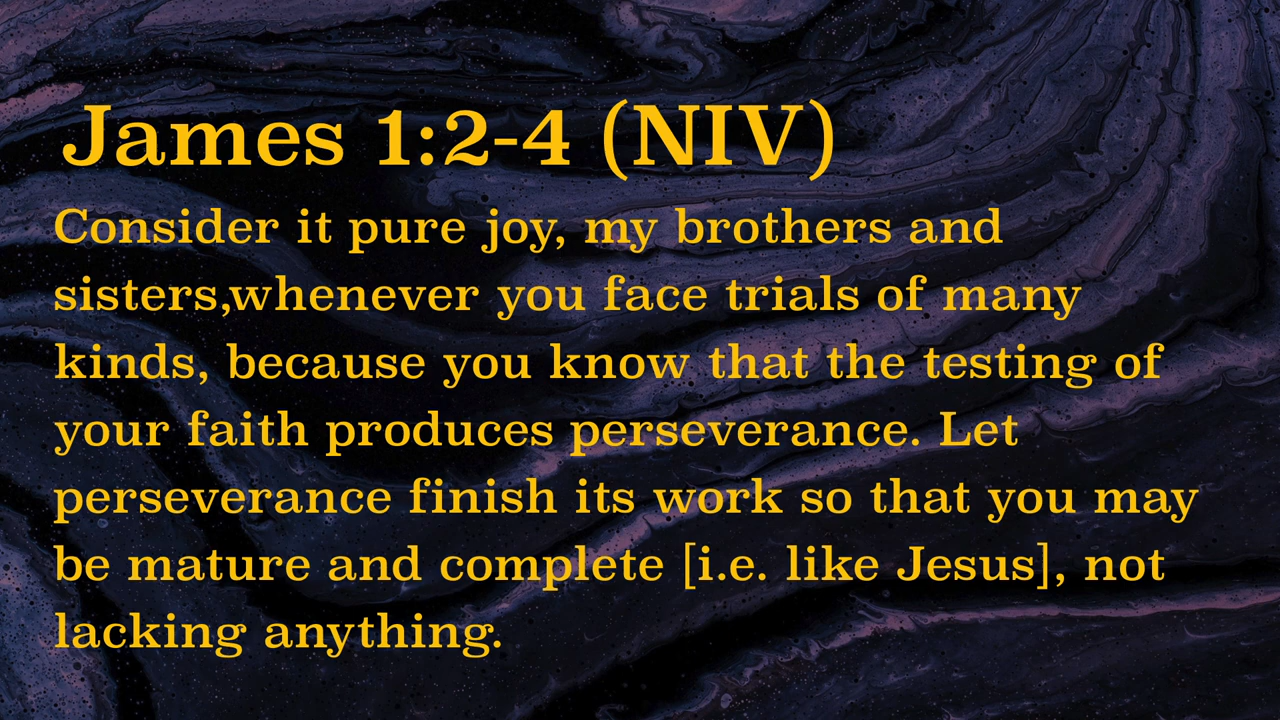 James 1:2-4 (NIV)
Consider it pure joy, my brothers and
sisters,whenever you face trials of many
kinds, because you know that the testing of
your faith produces perseverance. Let
perseverance finish its work so that you may
be mature and complete [i.e. like Jesus], not
lacking anything.